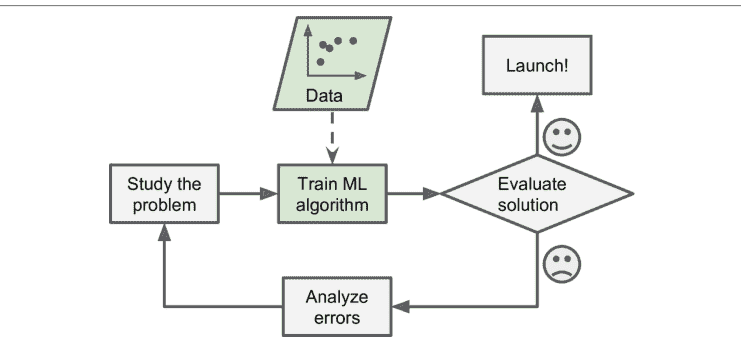 Data
Launch!
Study the
problem
Train ML
algorithm
Evaluate
solution
Analyze
errors